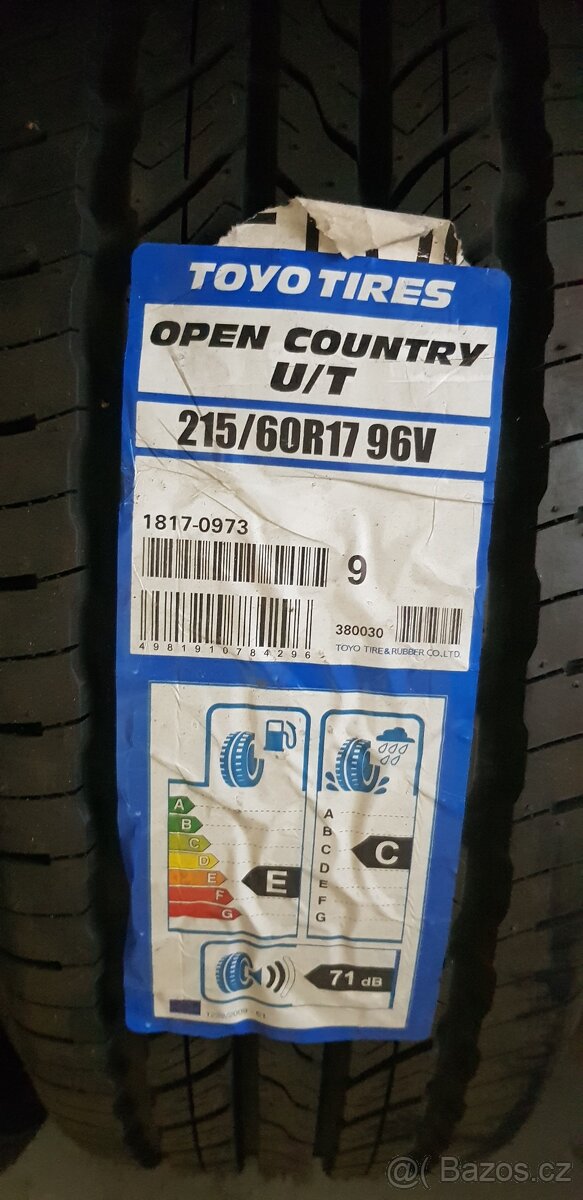 TOYO TIRES
OPEN COUNTRY
U/T
215/60R17 96V
1817-0973
9
4981910784296
380030
TOYO TIRE & RUBBER CO.,LTD.
A
B
C
D
E
F
G
E
A
B
C
D
E
F
G
C
71 dB
@( Bazos.cz